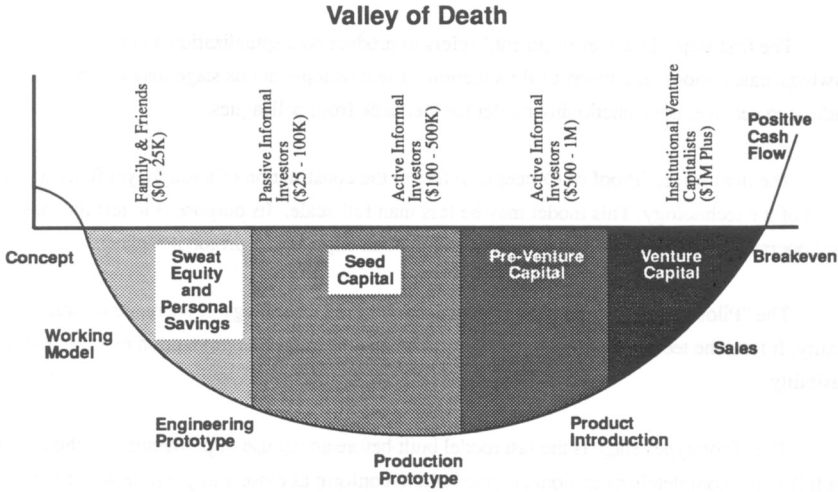 Valley of Death
Family & Friends
($0 - 25K)
Passive Informal
Investors
($25 - 100K)
Active Informal
Investors
($100 - 500K)
Active Informal
Investors
($500 - 1M)
Institutional Venture
Capitalists
($1M Plus)
Positive
Cash
Flow
Concept
Sweat
Equity
and
Personal
Savings
Seed
Capital
Pre-Venture
Capital
Venture
Capital
Breakeven
Working
Model
Sales
Engineering
Prototype
Product
Introduction
Production
Prototype